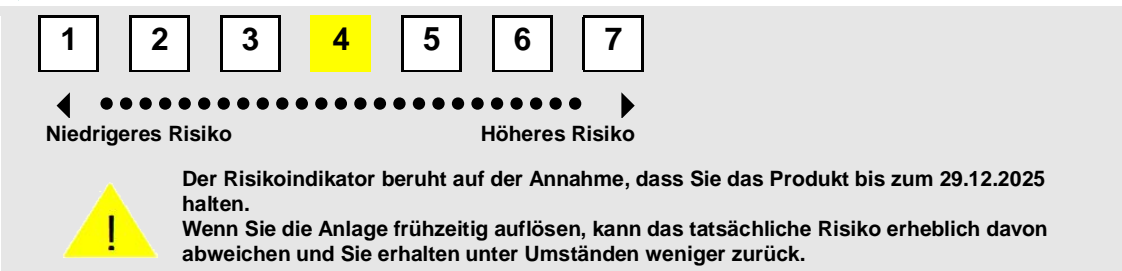 1 2 3 4 5 6 7
Niedrigeres Risiko Höheres Risiko
Der Risikoindikator beruht auf der Annahme, dass Sie das Produkt bis zum 29.12.2025
halten.
Wenn Sie die Anlage frühzeitig auflösen, kann das tatsächliche Risiko erheblich davon
! abweichen und Sie erhalten unter Umständen weniger zurück.